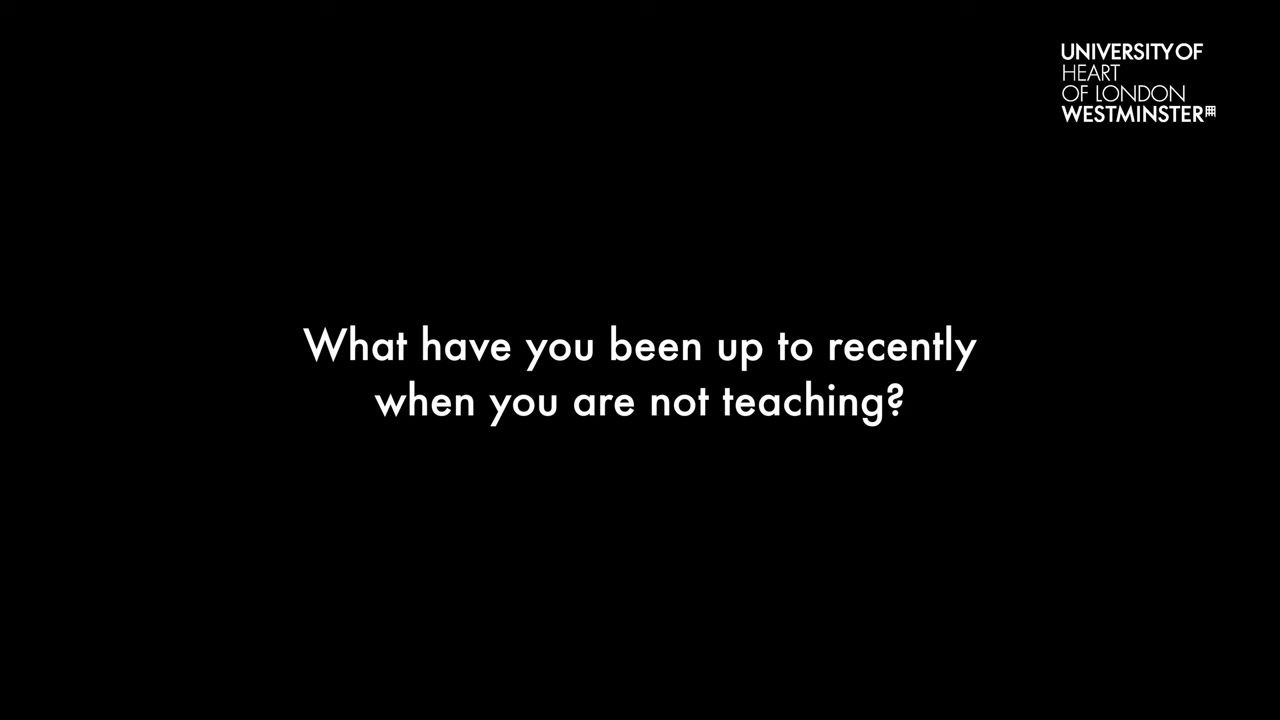 UNIVERSITY OF
HEART
OF LONDON
WESTMINSTER
What have you been up to recently
when you are not teaching?